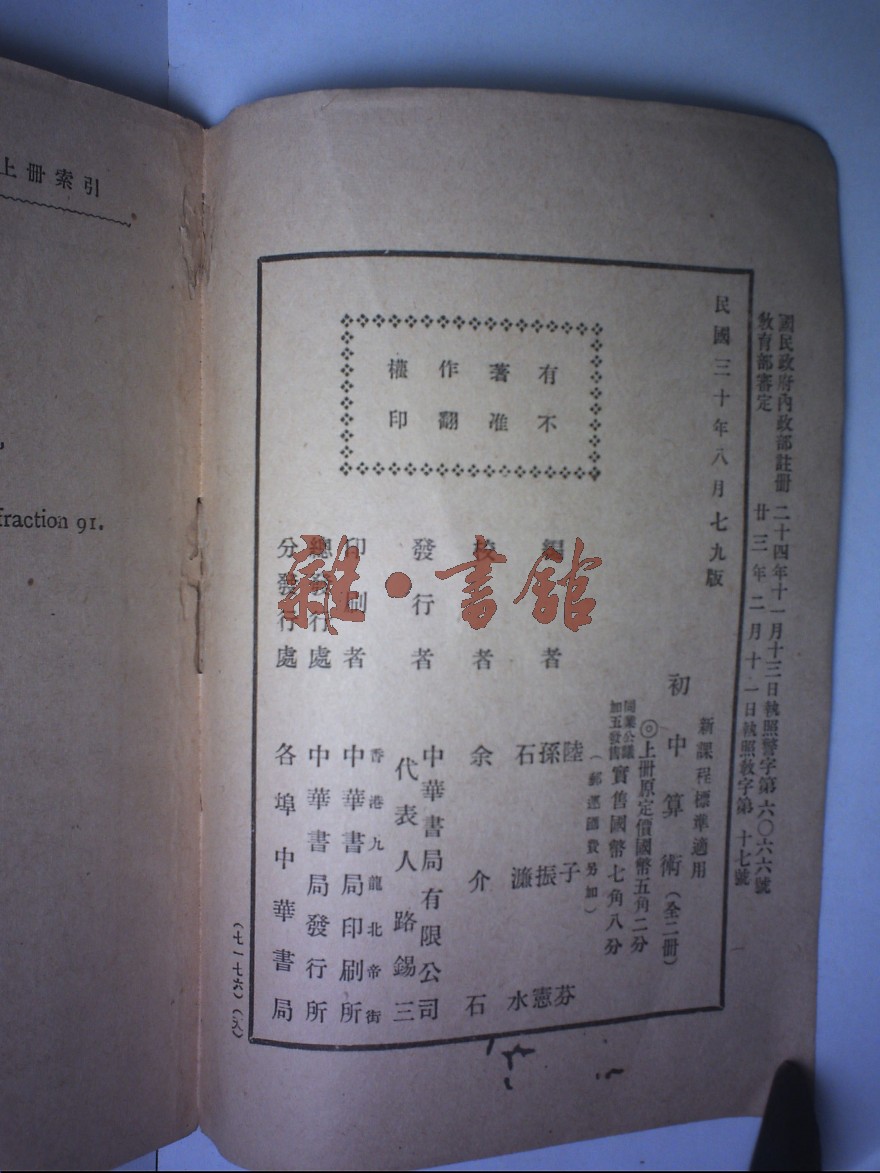 上冊索引
fraction 91.
國民政府內政部註冊 二十四年十一月十三日執照警字第六〇六六號
教育部審定 廿三年二月十一日執照教字第十七號
民國三十年八月七九版
有不
著准
作翻
權印
新課程標準適用
初中算術(全二冊)
◎上冊原定價國幣五角二分
同業公議
加五發售
實售國幣七角八分
(郵運匯費另加)
編者 陸子芬
孫振憲
石濂水
校者 余介石
發行者 中華書局有限公司
代表人 路錫三
印刷者 香港九龍北帝街
中華書局印刷所
總發行處 中華書局發行所
分發行處 各埠中華書局
(七一七六)
雜·書館